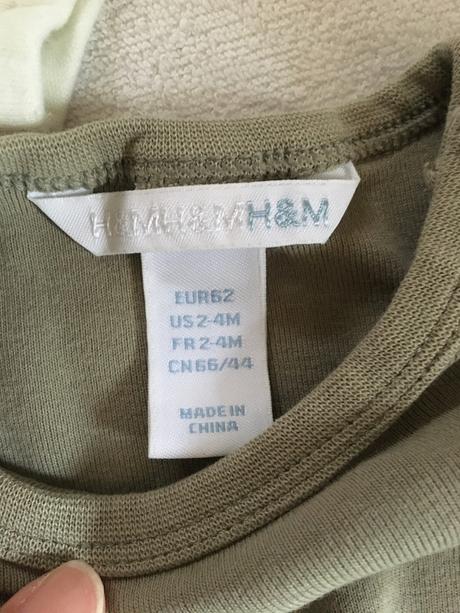 H&MH&MH&M
EUR62
US2-4M
FR2-4M
CN66/44
MADE IN
CHINA